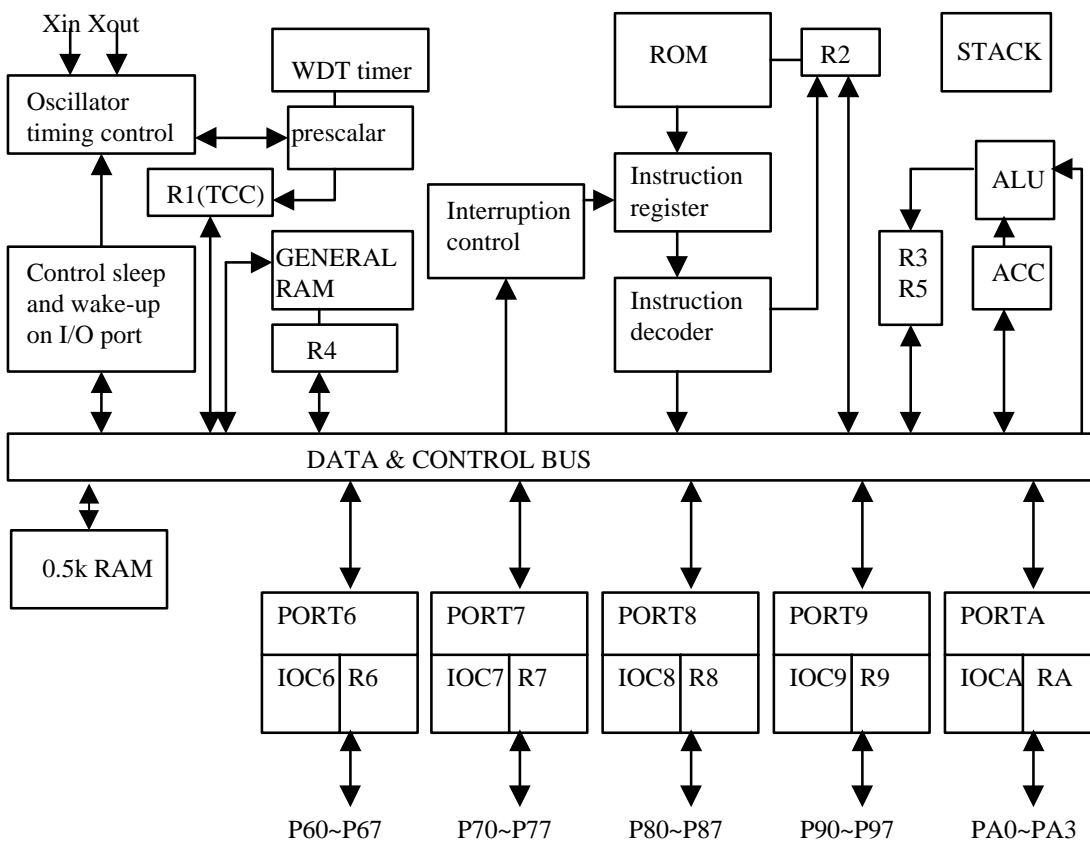 Xin Xout
WDT timer
ROM
R2
STACK
Oscillator
timing control
prescalar
R1(TCC)
Interruption
control
Instruction
register
ALU
Control sleep
and wake-up
on I/O port
GENERAL
RAM
R4
Instruction
decoder
R3
R5
ACC
DATA & CONTROL BUS
0.5k RAM
PORT6
PORT7
PORT8
PORT9
PORTA
IOC6 R6
IOC7 R7
IOC8 R8
IOC9 R9
IOCA RA
P60~P67
P70~P77
P80~P87
P90~P97
PA0~PA3